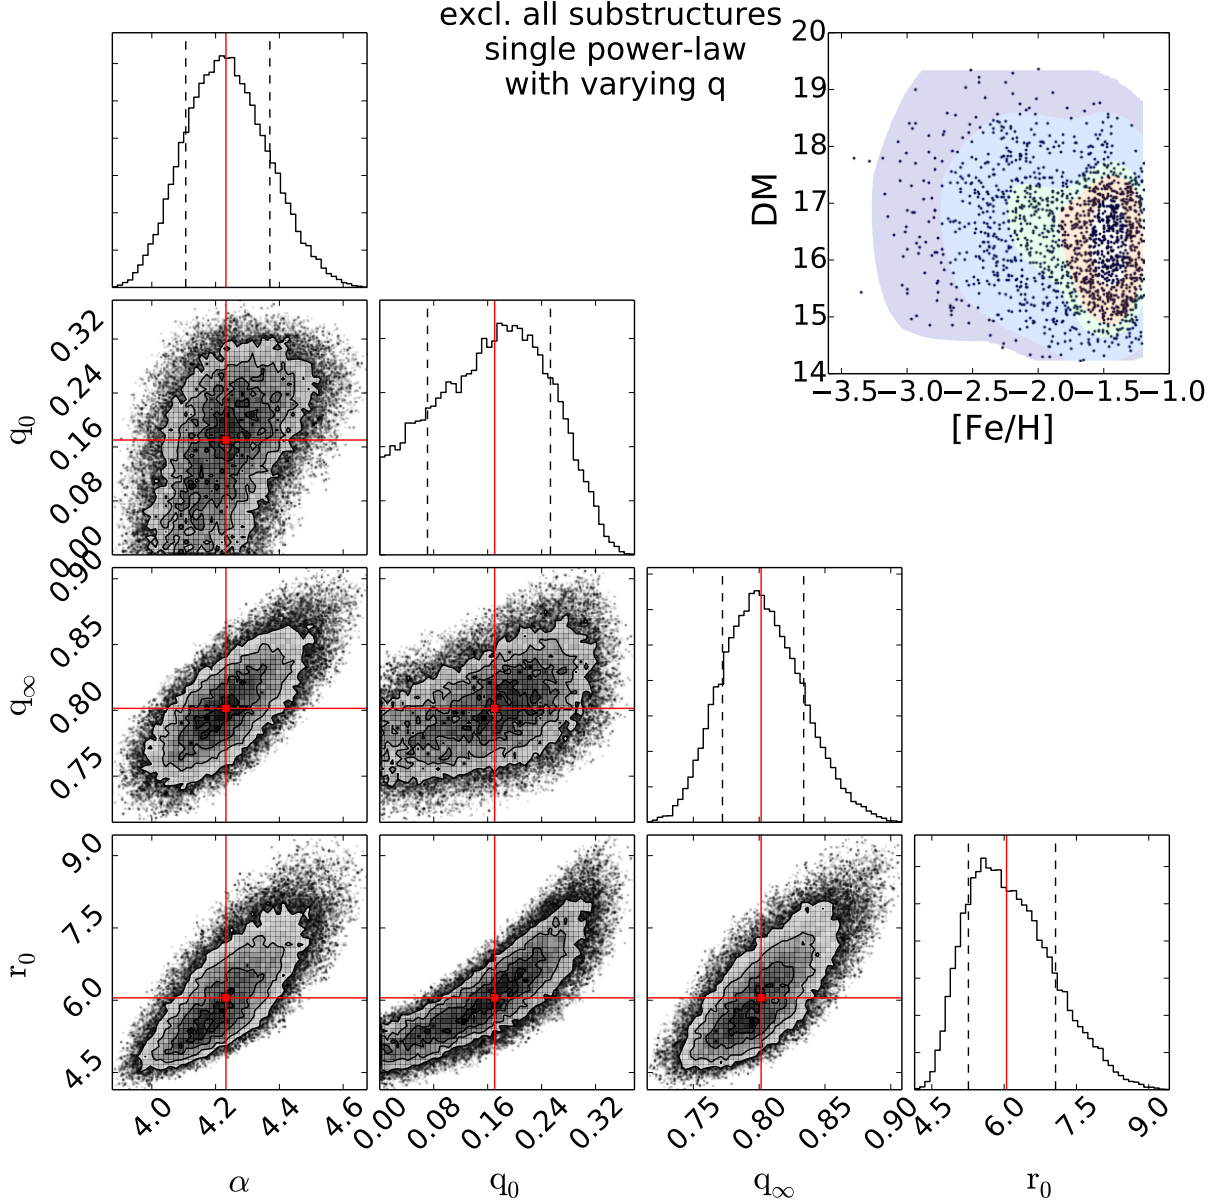 excl. all substructures
single power-law
with varying q
20
19
18
17
16
15
14
DM
−3.5 −3.0 −2.5 −2.0 −1.5 −1.0
[Fe/H]
0.32
0.24
0.16
0.08
0.00
q0
0.90
0.85
0.80
0.75
q∞
9.0
7.5
6.0
4.5
r0
4.0 4.2 4.4 4.6 0.00 0.08 0.16 0.24 0.32 0.75 0.80 0.85 0.90 4.5 6.0 7.5 9.0
α q0 q∞ r0